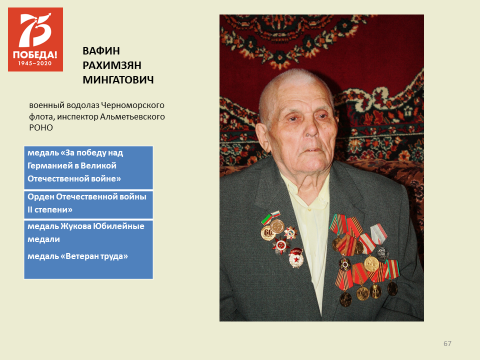 75
ПОБЕДА!
1945–2020
ВАФИН
РАХИМЗЯН
МИНГАТОВИЧ
военный водолаз Черноморского
флота, инспектор Альметьевского
РОНО
медаль «За победу над
Германией в Великой
Отечественной войне»
Орден Отечественной войны
II степени»
медаль Жукова Юбилейные
медали
медаль «Ветеран труда»
67